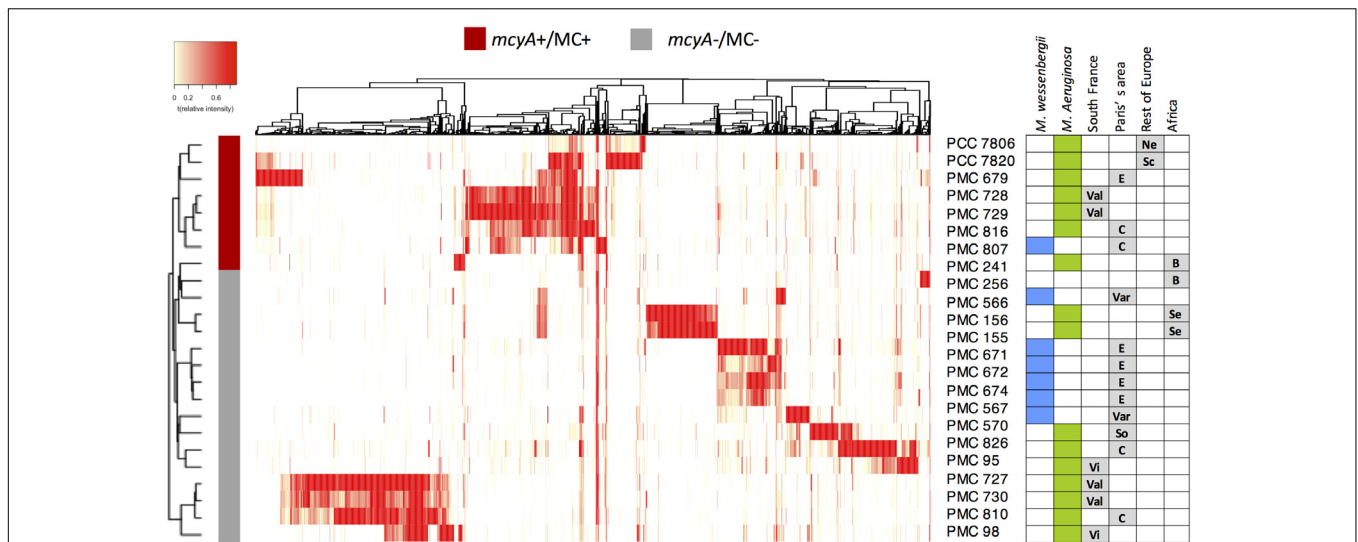 mcyA+/MC+ mcyA-/MC-
0 0.2 0.6
t(relative intensity)
M. wessenbergii
M. Aeruginosa
South France
Paris' s area
Rest of Europe
Africa
PCC 7806 Ne
PCC 7820 Sc
PMC 679 E
PMC 728 Val
PMC 729 Val
PMC 816 C
PMC 807 C
PMC 241 B
PMC 256 B
PMC 566 Var
PMC 156 Se
PMC 155 Se
PMC 671 E
PMC 672 E
PMC 674 E
E
PMC 567 Var
PMC 570 So
PMC 826 C
PMC 95 Vi
PMC 727 Val
PMC 730 Val
PMC 810 C
PMC 98 Vi